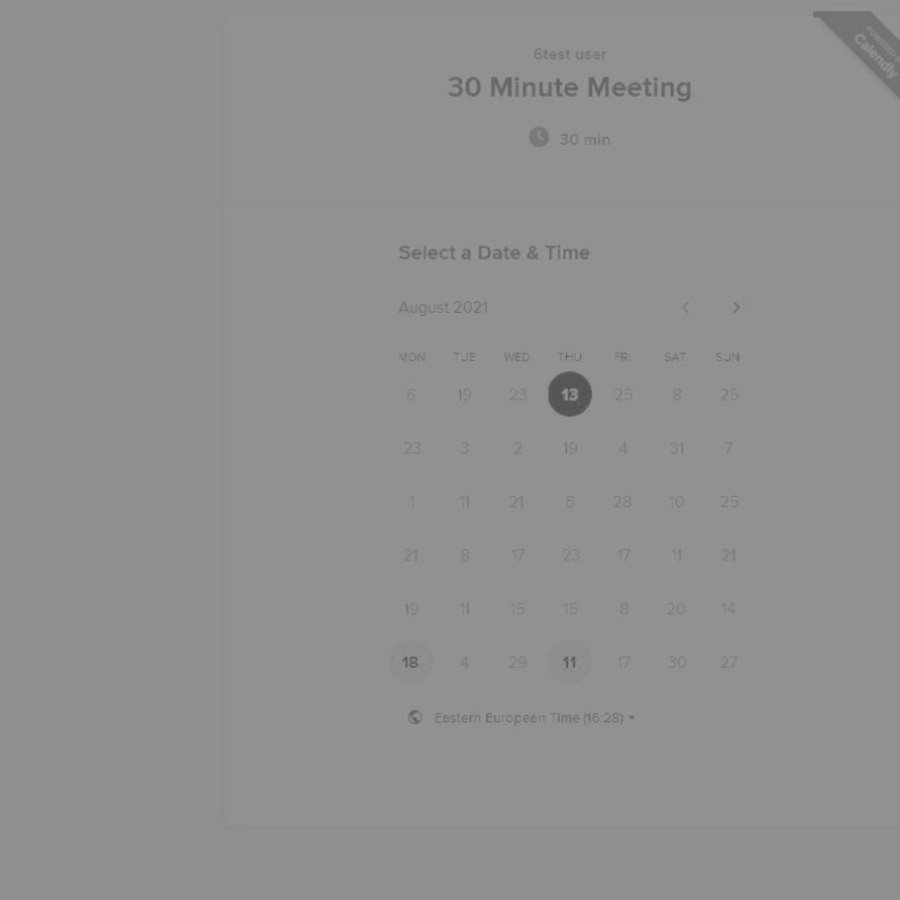 POWERED BY
Calendly
6test user
30 Minute Meeting
30 min
Select a Date & Time
August 2021
MON TUE WED THU FRI SAT SUN
6 19 23 13 25 8 25
23 3 2 19 4 31 7
1 11 21 6 28 10 25
21 8 17 23 17 11 21
19 11 15 15 8 20 14
18 4 29 11 17 30 27
Eastern European Time (16:28)